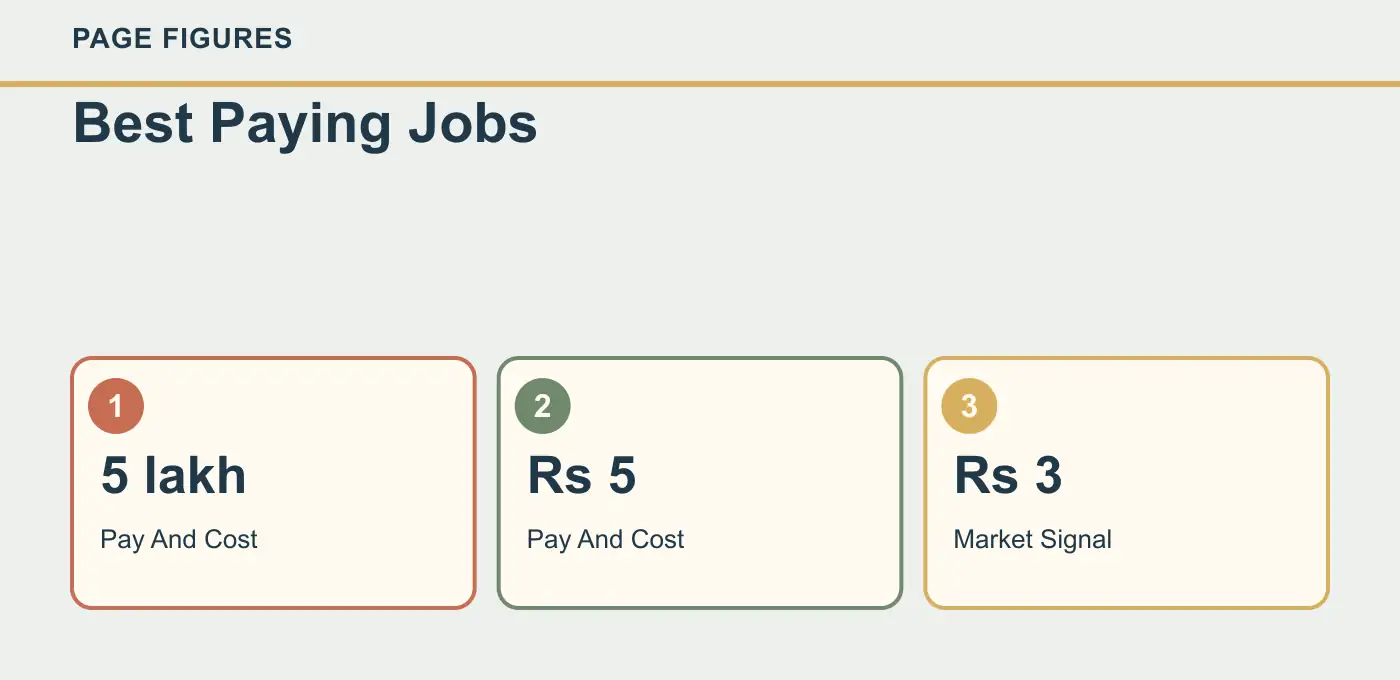 PAGE FIGURES
Best Paying Jobs
1
5 lakh
Pay And Cost
2
Rs 5
Pay And Cost
3
Rs 3
Market Signal